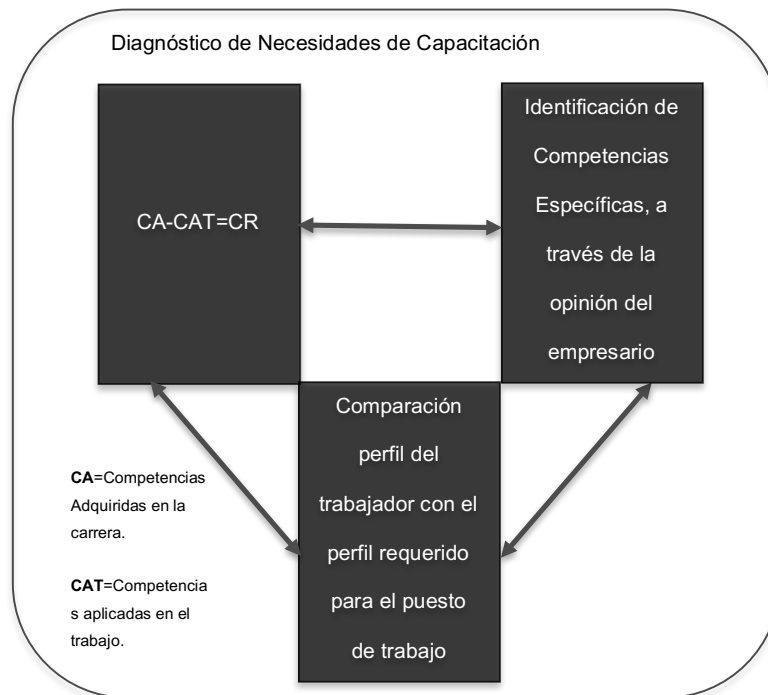 Diagnóstico de Necesidades de Capacitación
CA-CAT=CR
Identificación de
Competencias
Específicas, a
través de la
opinión del
empresario
Comparación
perfil del
trabajador con el
perfil requerido
para el puesto
de trabajo
CA=Competencias
Adquiridas en la
carrera.
CAT=Competencia
s aplicadas en el
trabajo.